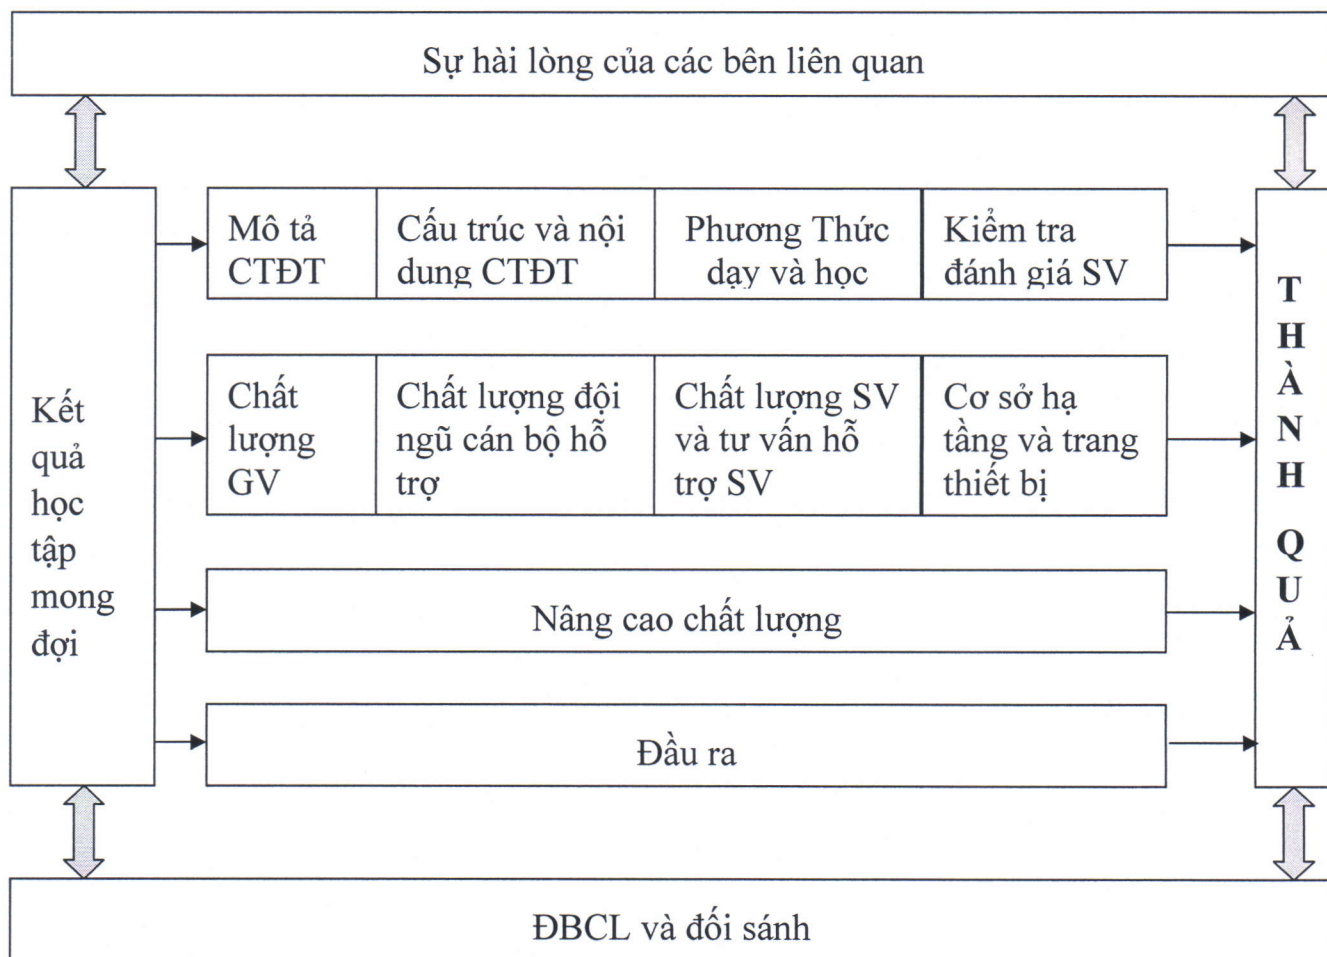 Sự hài lòng của các bên liên quan
Kết
quả
học
tập
mong
đợi
Mô tả
CTĐT
Cấu trúc và nội
dung CTĐT
Phương Thức
dạy và học
Kiểm tra
đánh giá SV
Chất
lượng
GV
Chất lượng đội
ngũ cán bộ hỗ
trợ
Chất lượng SV
và tư vấn hỗ
trợ SV
Cơ sở hạ
tầng và trang
thiết bị
Nâng cao chất lượng
Đầu ra
T
H
À
N
H
Q
U
Ả
ĐBCL và đối sánh